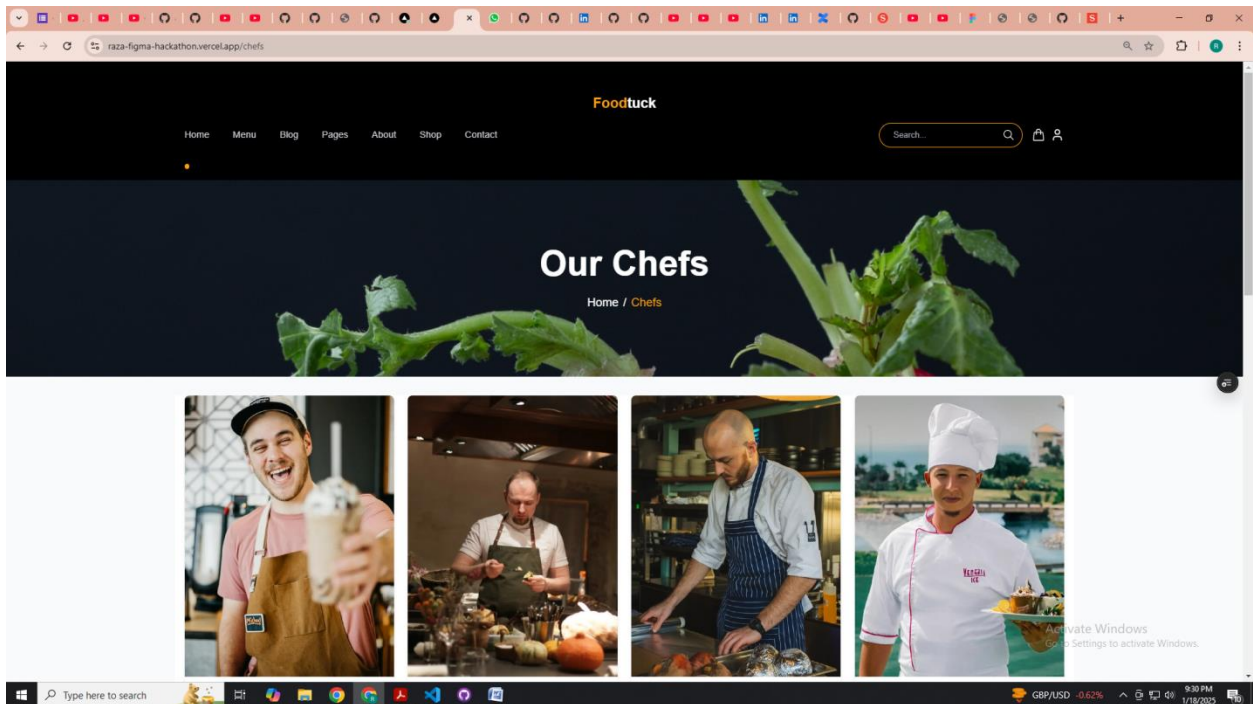 raza-figma-hackathon.vercel.app/chefs
Foodtuck
Home Menu Blog Pages About Shop Contact
Search...
Our Chefs
Home / Chefs
VENEZIA
ICE
Activate Windows
Go to Settings to activate Windows.
Type here to search
GBP/USD -0.62%
9:30 PM
1/18/2025